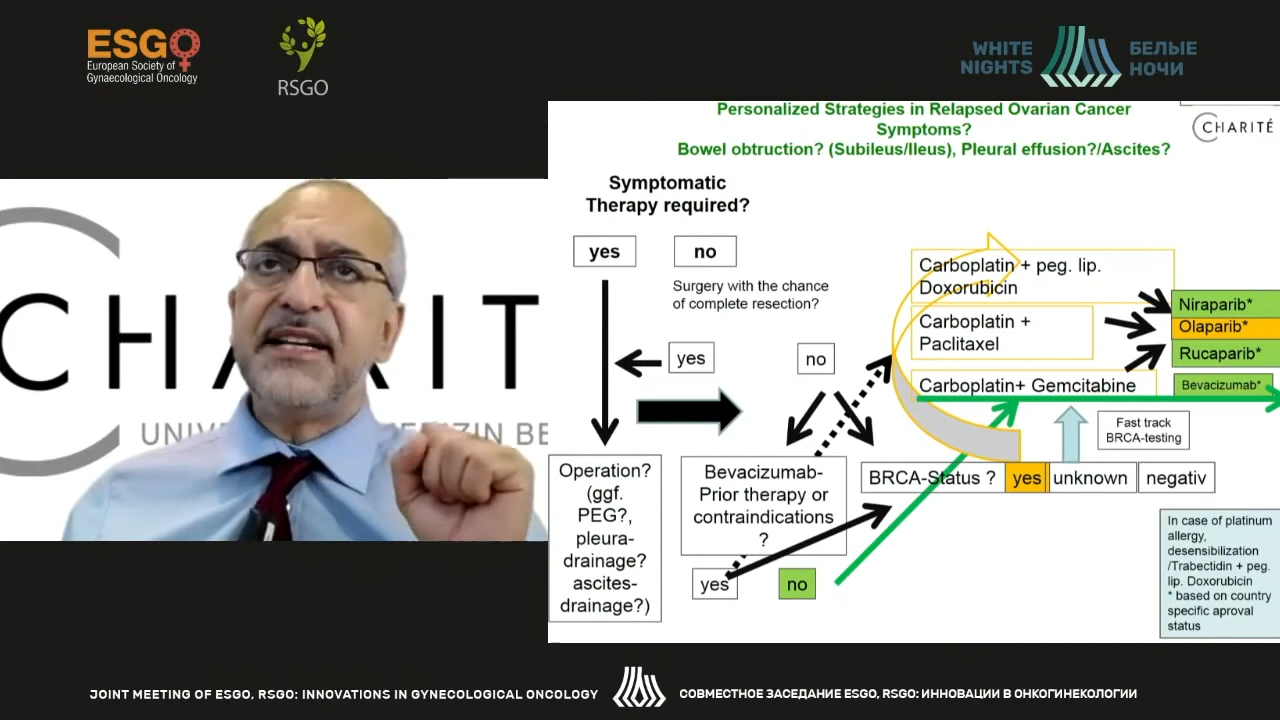 ESGO
European Society of
Gynaecological Oncology
RSGO
WHITE
NIGHTS
БЕЛЫЕ
НОЧИ
Personalized Strategies in Relapsed Ovarian Cancer
Symptoms?
Bowel obtruction? (Subileus/Ileus), Pleural effusion?/Ascites?
CHARITÉ
Symptomatic
Therapy required?
yes
no
Surgery with the chance
of complete resection?
yes
no
Carboplatin + peg. lip.
Doxorubicin
Carboplatin +
Paclitaxel
Carboplatin+ Gemcitabine
Niraparib*
Olaparib*
Rucaparib*
Bevacizumab*
Fast track
BRCA-testing
Operation?
(ggf.
PEG?,
pleura-
drainage?
ascites-
drainage?)
Bevacizumab-
Prior therapy or
contraindications
?
yes
no
BRCA-Status ?
yes
unknown
negativ
In case of platinum
allergy,
desensibilization
/Trabectidin + peg.
lip. Doxorubicin
* based on country
specific aproval
status
CHARIT
JOINT MEETING OF ESGO, RSGO: INNOVATIONS IN GYNECOLOGICAL ONCOLOGY
СОВМЕСТНОЕ ЗАСЕДАНИЕ ESGO, RSGO: ИННОВАЦИИ В ОНКОГИНЕКОЛОГИИ